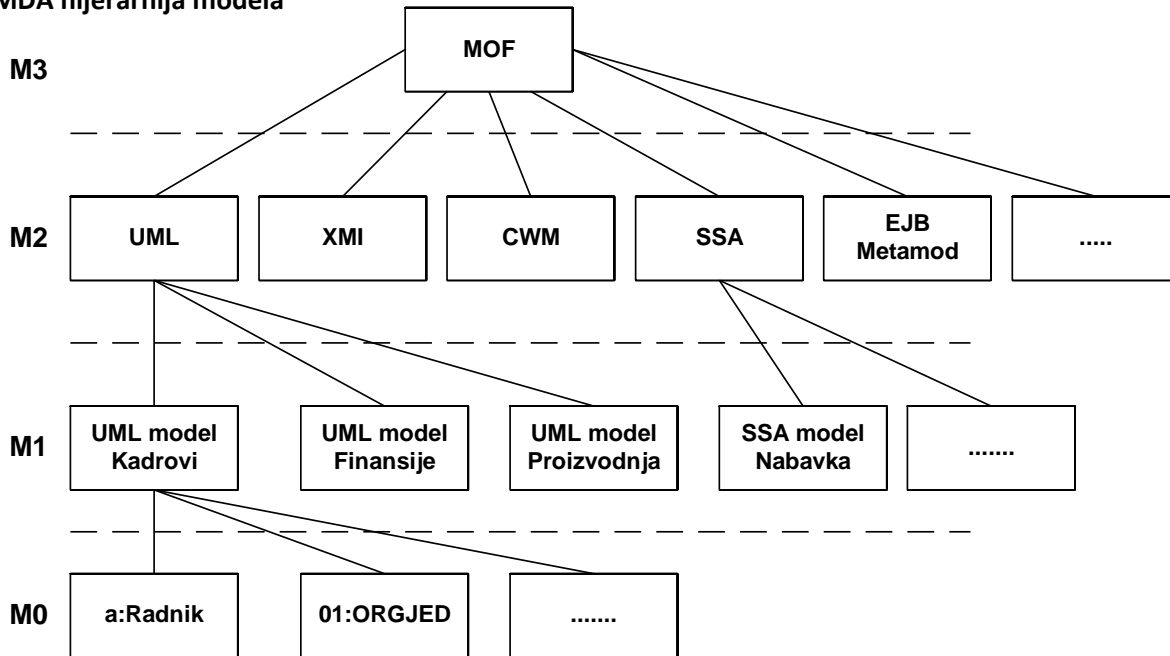 MDA hijerarhija modela
M3
MOF
M2
UML
XMI
CWM
SSA
EJB
Metamod
.....
M1
UML model
Kadrovi
UML model
Finansije
UML model
Proizvodnja
SSA model
Nabavka
.......
M0
a:Radnik
01:ORGJED
.......